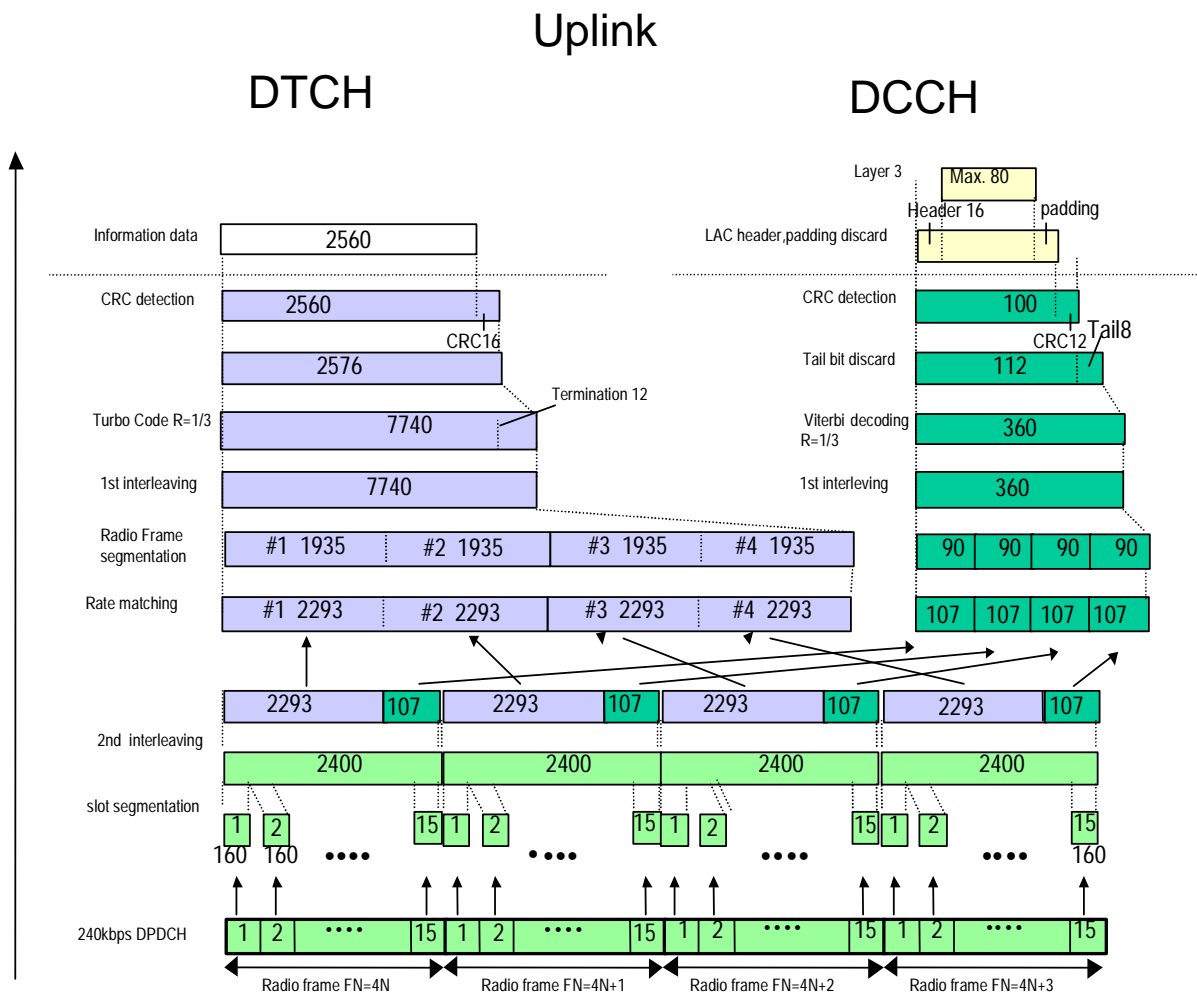 Uplink
DTCH
DCCH
Layer 3
Max. 80
Header 16
padding
Information data
2560
LAC header,padding discard
CRC detection
2560
CRC16
CRC detection
100
CRC12
Tail8
2576
Tail bit discard
112
Turbo Code R=1/3
7740
Termination 12
Viterbi decoding
R=1/3
360
1st interleaving
7740
1st interleving
360
Radio Frame
segmentation
#1 1935
#2 1935
#3 1935
#4 1935
90
90
90
90
Rate matching
#1 2293
#2 2293
#3 2293
#4 2293
107
107
107
107
2293
107
2293
107
2293
107
2293
107
2nd interleaving
2400
2400
2400
2400
slot segmentation
1
2
15
1
2
15
1
2
15
1
2
15
160
160
••••
••••
••••
••••
160
240kbps DPDCH
1
2
••••
15
1
2
••••
15
1
2
••••
15
1
2
••••
15
Radio frame FN=4N
Radio frame FN=4N+1
Radio frame FN=4N+2
Radio frame FN=4N+3